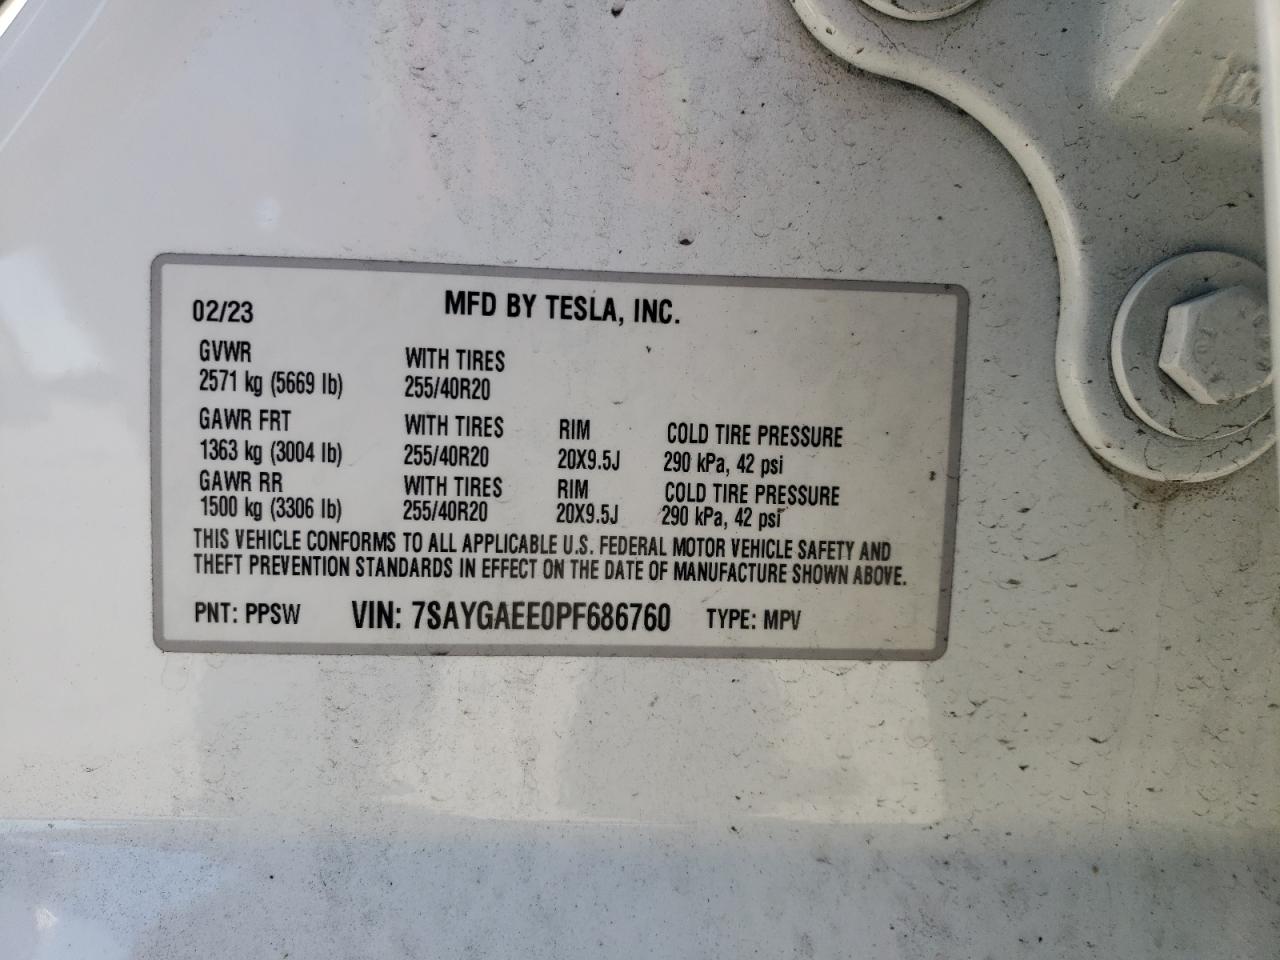 02/23 MFD BY TESLA, INC.
GVWR WITH TIRES
2571 kg (5669 lb) 255/40R20
GAWR FRT WITH TIRES RIM COLD TIRE PRESSURE
1363 kg (3004 lb) 255/40R20 20X9.5J 290 kPa, 42 psi
GAWR RR WITH TIRES RIM COLD TIRE PRESSURE
1500 kg (3306 lb) 255/40R20 20X9.5J 290 kPa, 42 psi
THIS VEHICLE CONFORMS TO ALL APPLICABLE U.S. FEDERAL MOTOR VEHICLE SAFETY AND
THEFT PREVENTION STANDARDS IN EFFECT ON THE DATE OF MANUFACTURE SHOWN ABOVE.
PNT: PPSW VIN: 7SAYGAEE0PF686760 TYPE: MPV